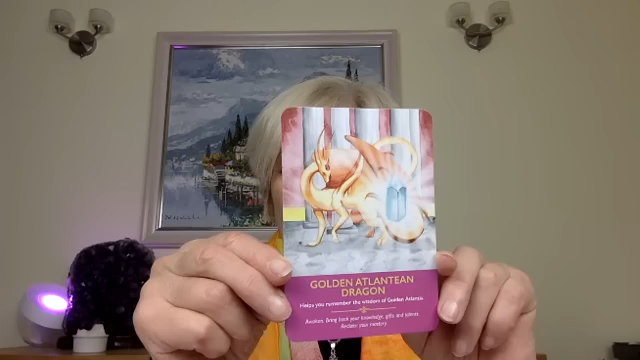 GOLDEN ATLANTEAN
DRAGON
Helps you remember the wisdom of Golden Atlantis.
Awaken. Bring back your knowledge, gifts and talents.
Reclaim your mastery